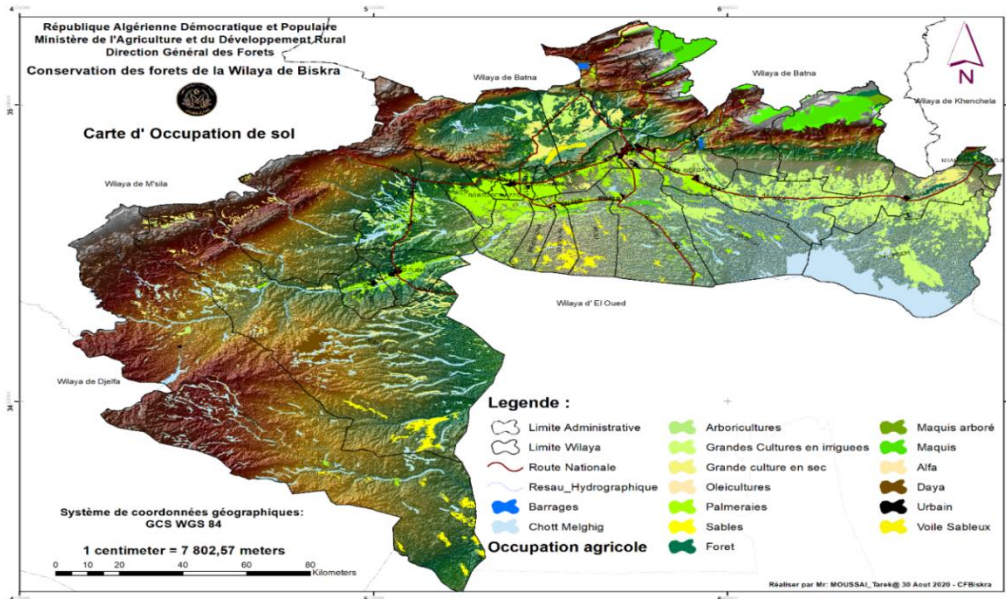 République Algérienne Démocratique et Populaire
Ministère de l'Agriculture et du Dévelopement Rural
Direction Général des Forets
Conservation des forets de la Wilaya de Biskra
Carte d' Occupation de sol
Wilaya de Batna
Wilaya de Batna
Wilaya de Khenchela
N
Wilaya de M'sila
Wilaya d' El Oued
Wilaya de Djelfa
Legende :
Limite Administrative
Limite Wilaya
Route Nationale
Resau_Hydrographique
Barrages
Chott Melghig
Occupation agricole
Arboricultures
Grandes Cultures en irriguees
Grande culture en sec
Oleicultures
Palmeraies
Sables
Foret
Maquis arboré
Maquis
Alfa
Daya
Urbain
Voile Sableux
Système de coordonnées géographiques:
GCS WGS 84
1 centimeter = 7 802,57 meters
0 10 20 40 60 80
Kilometers
Réaliser par Mr: MOUSSAI_Tarek@ 30 Aout 2020 - CFBiskra